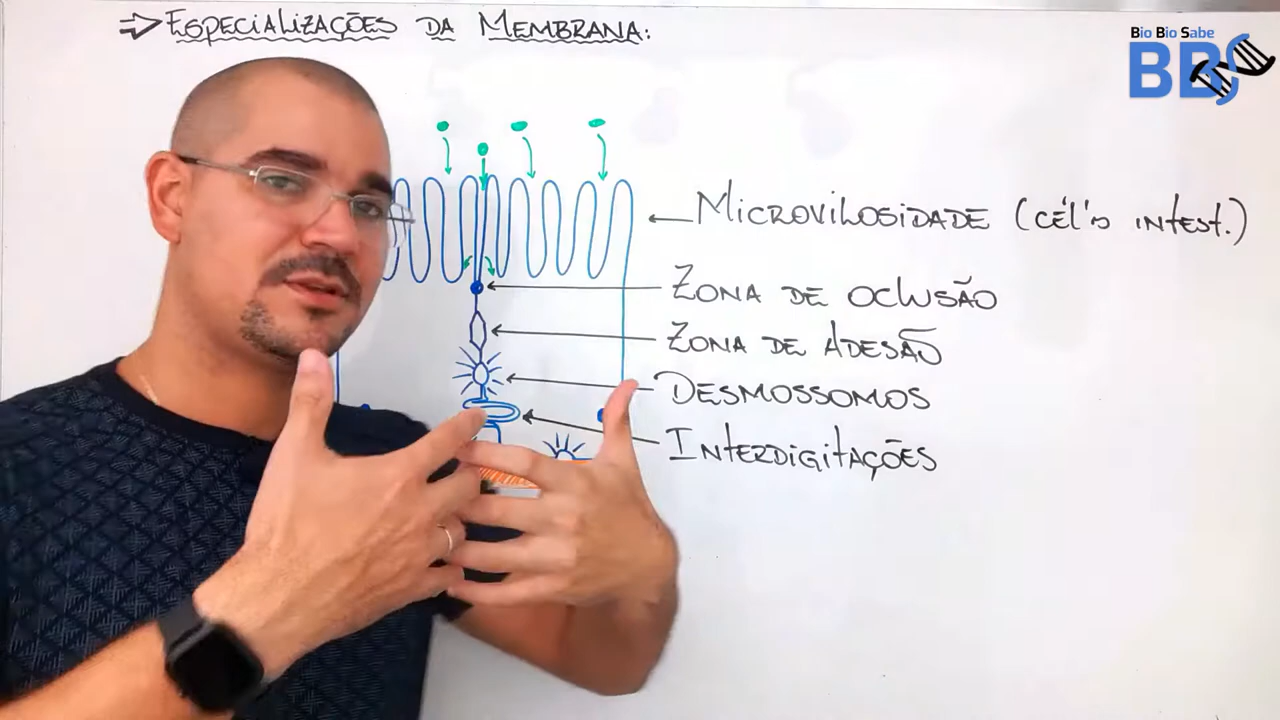 ⇒ ESPECIALIZAÇÕES DA MEMBRANA:
Bio Bio Sabe
BBS
MICROVILOSIDADE (CÉL'S INTEST.)
ZONA DE OCLUSÃO
ZONA DE ADESÃO
DESMOSSOMOS
INTERDIGITAÇÕES